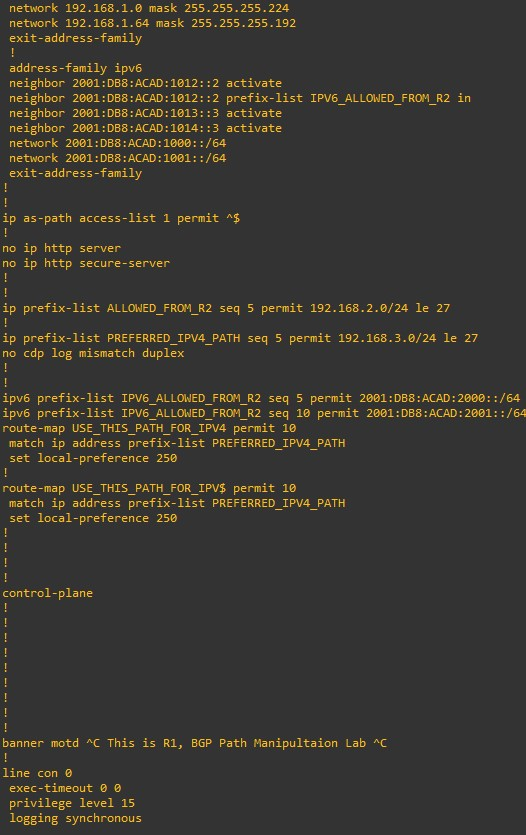 network 192.168.1.0 mask 255.255.255.224
network 192.168.1.64 mask 255.255.255.192
exit-address-family
!
address-family ipv6
neighbor 2001:DB8:ACAD:1012::2 activate
neighbor 2001:DB8:ACAD:1012::2 prefix-list IPV6_ALLOWED_FROM_R2 in
neighbor 2001:DB8:ACAD:1013::3 activate
neighbor 2001:DB8:ACAD:1014::3 activate
network 2001:DB8:ACAD:1000::/64
network 2001:DB8:ACAD:1001::/64
exit-address-family
!
!
ip as-path access-list 1 permit ^$
!
no ip http server
no ip http secure-server
!
!
ip prefix-list ALLOWED_FROM_R2 seq 5 permit 192.168.2.0/24 le 27
!
ip prefix-list PREFERRED_IPV4_PATH seq 5 permit 192.168.3.0/24 le 27
no cdp log mismatch duplex
!
!
ipv6 prefix-list IPV6_ALLOWED_FROM_R2 seq 5 permit 2001:DB8:ACAD:2000::/64
ipv6 prefix-list IPV6_ALLOWED_FROM_R2 seq 10 permit 2001:DB8:ACAD:2001::/64
route-map USE_THIS_PATH_FOR_IPV4 permit 10
match ip address prefix-list PREFERRED_IPV4_PATH
set local-preference 250
!
route-map USE_THIS_PATH_FOR_IPV$ permit 10
match ip address prefix-list PREFERRED_IPV4_PATH
set local-preference 250
!
!
!
!
control-plane
!
!
!
!
!
!
!
!
!
banner motd ^C This is R1, BGP Path Manipultaion Lab ^C
!
line con 0
exec-timeout 0 0
privilege level 15
logging synchronous